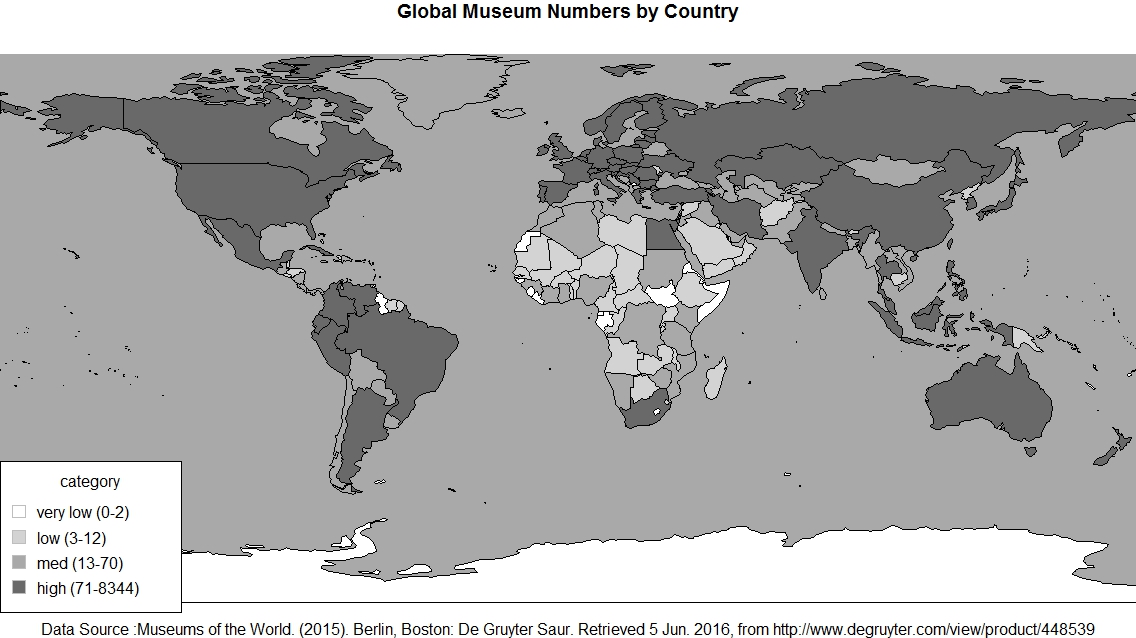 Global Museum Numbers by Country
category
very low (0-2)
low (3-12)
med (13-70)
high (71-8344)
Data Source :Museums of the World. (2015). Berlin, Boston: De Gruyter Saur. Retrieved 5 Jun. 2016, from http://www.degruyter.com/view/product/448539